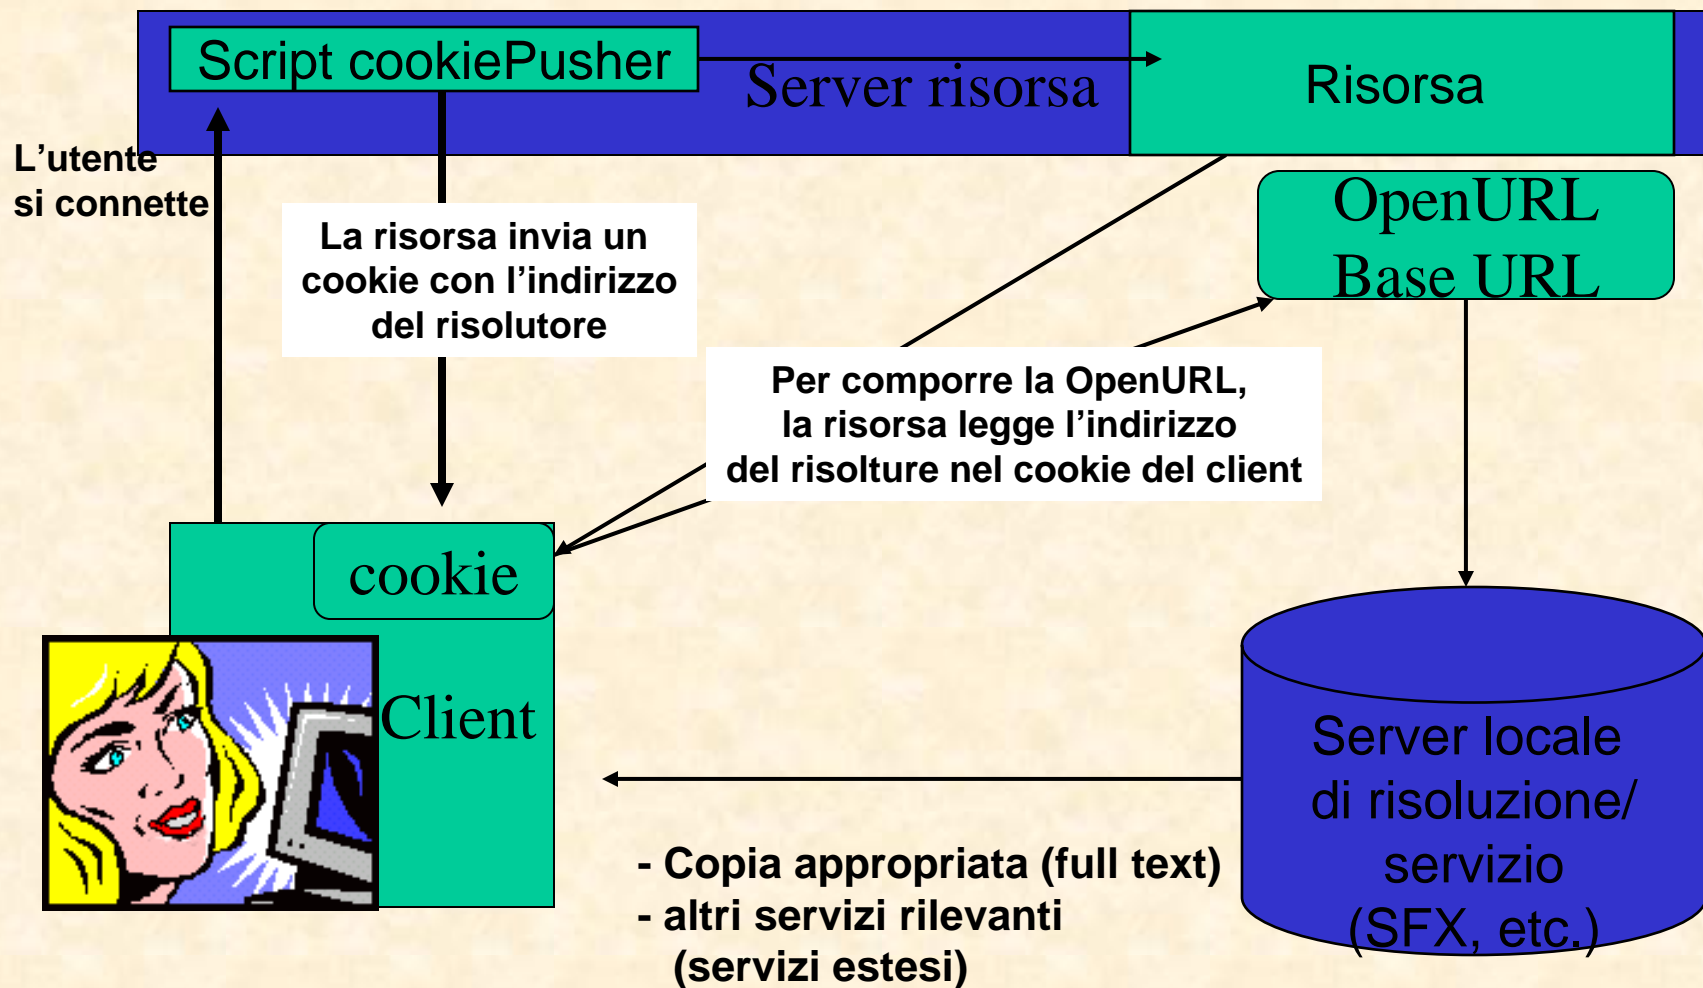 Script cookiePusher
Server risorsa
Risorsa
L’utente
si connette
La risorsa invia un
cookie con l’indirizzo
del risolutore
OpenURL
Base URL
Per comporre la OpenURL,
la risorsa legge l’indirizzo
del risolture nel cookie del client
cookie
Client
Server locale
di risoluzione/
servizio
(SFX, etc.)
- Copia appropriata (full text)
- altri servizi rilevanti
(servizi estesi)